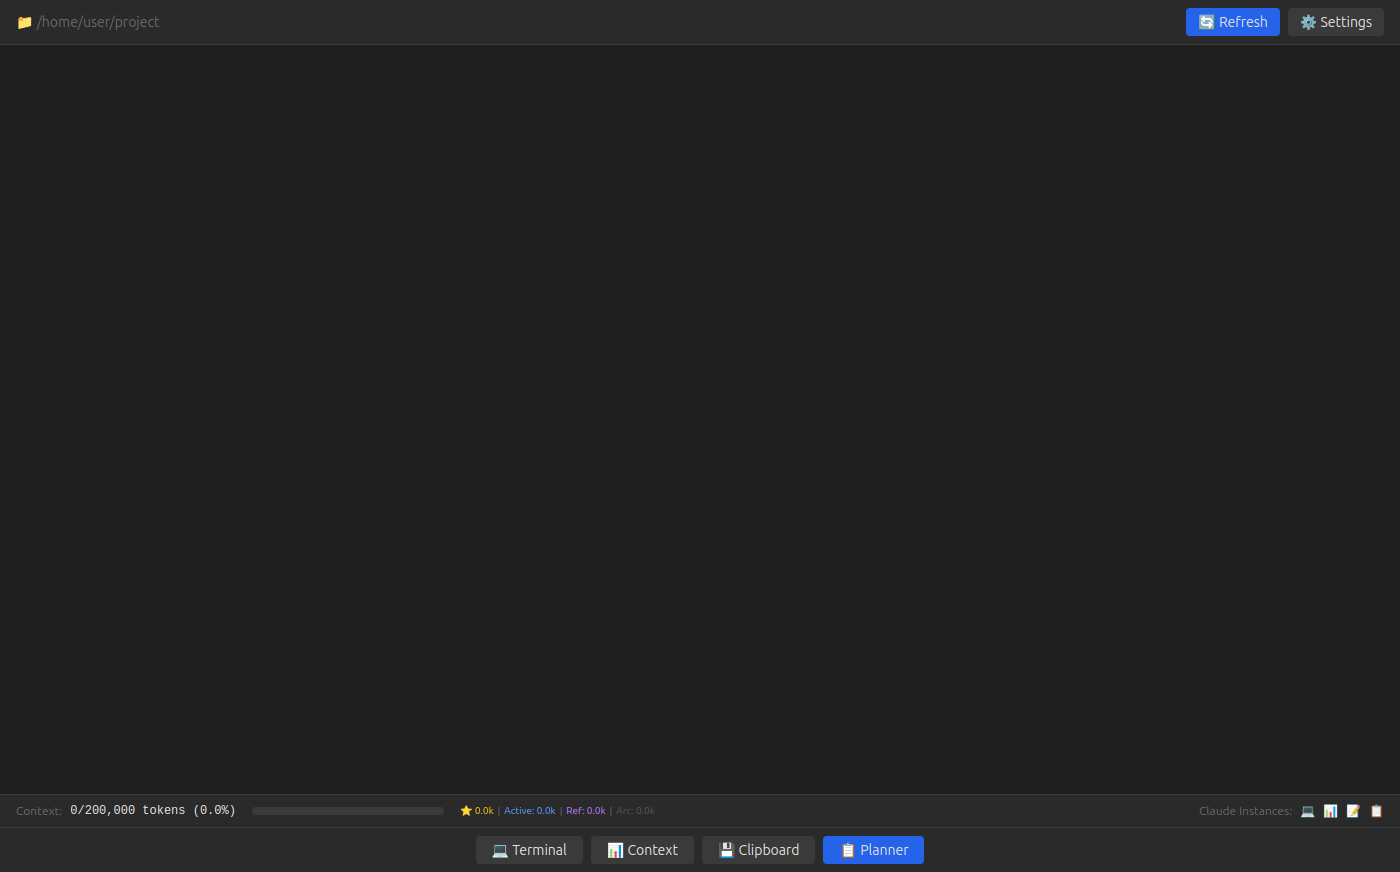 📁 /home/user/project
🔄 Refresh
⚙️ Settings
Context: 0/200,000 tokens (0.0%)
⭐ 0.0k | Active: 0.0k | Ref: 0.0k | Arc: 0.0k
Claude Instances: 💻 📊 📝 📋
💻 Terminal
📊 Context
💾 Clipboard
📋 Planner